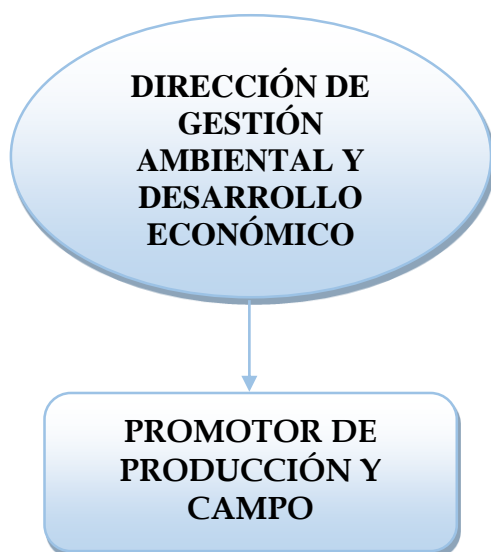 DIRECCIÓN DE
GESTIÓN
AMBIENTAL Y
DESARROLLO
ECONÓMICO
PROMOTOR DE
PRODUCCIÓN Y
CAMPO